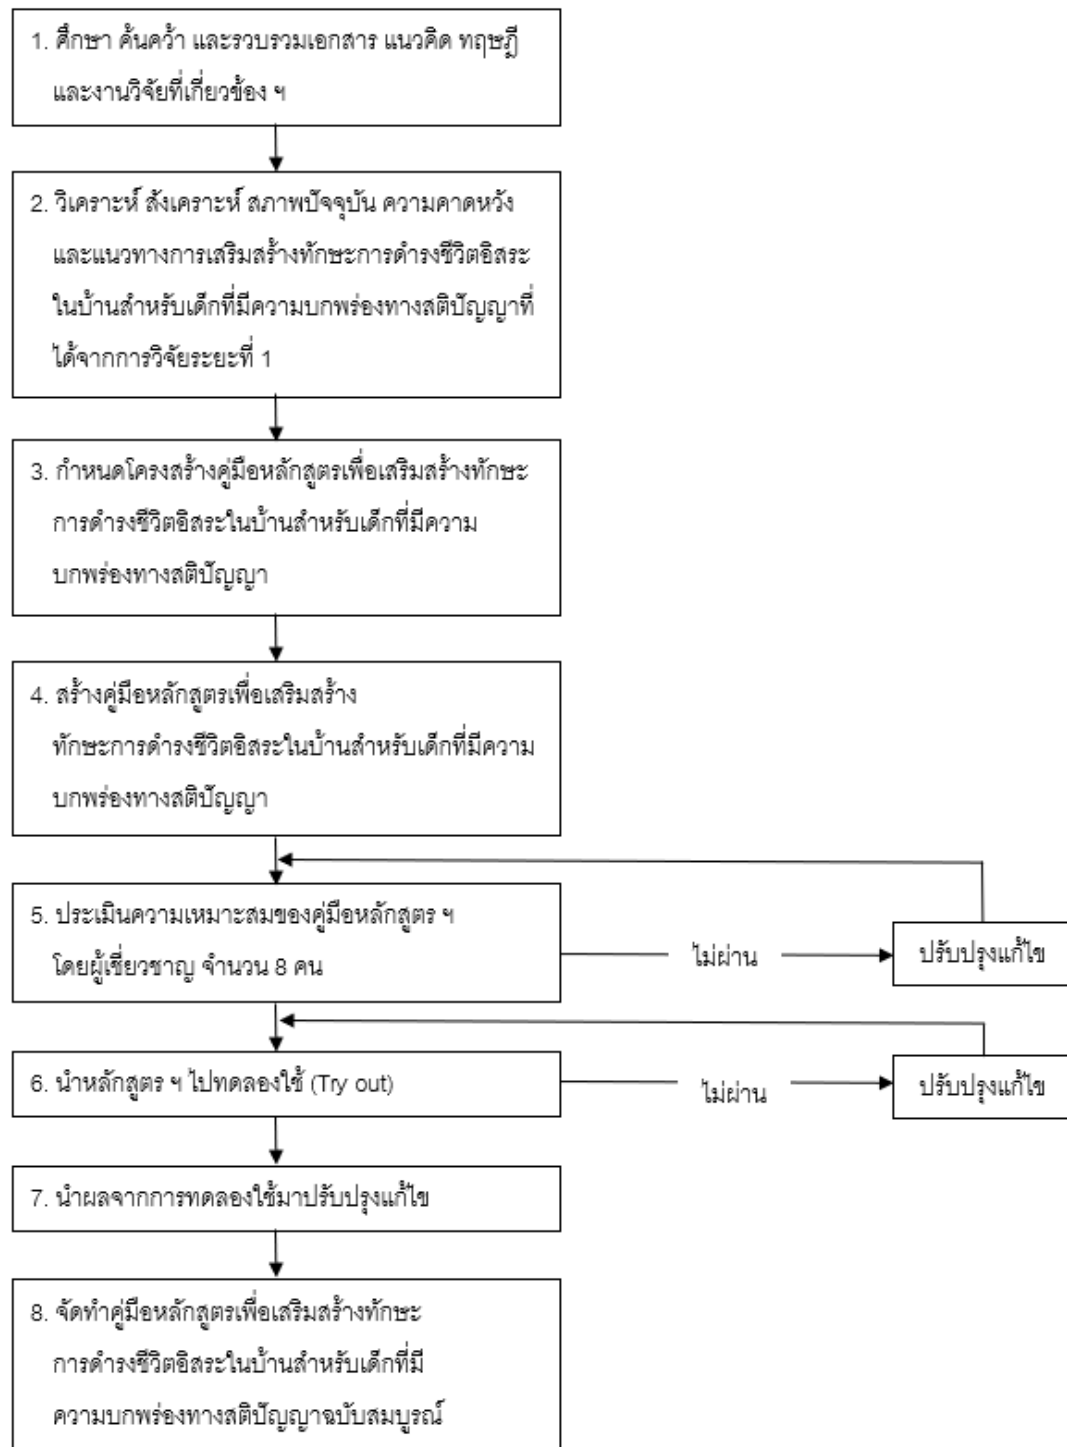 1. ศึกษา ค้นคว้า และรวบรวมเอกสาร แนวคิด ทฤษฎี
และงานวิจัยที่เกี่ยวข้อง ฯ
2. วิเคราะห์ สังเคราะห์ สภาพปัจจุบัน ความคาดหวัง
และแนวทางการเสริมสร้างทักษะการดำรงชีวิตอิสระ
ในบ้านสำหรับเด็กที่มีความบกพร่องทางสติปัญญาที่
ได้จากการวิจัยระยะที่ 1
3. กำหนดโครงสร้างคู่มือหลักสูตรเพื่อเสริมสร้างทักษะ
การดำรงชีวิตอิสระในบ้านสำหรับเด็กที่มีความ
บกพร่องทางสติปัญญา
4. สร้างคู่มือหลักสูตรเพื่อเสริมสร้าง
ทักษะการดำรงชีวิตอิสระในบ้านสำหรับเด็กที่มีความ
บกพร่องทางสติปัญญา
5. ประเมินความเหมาะสมของคู่มือหลักสูตร ฯ
โดยผู้เชี่ยวชาญ จำนวน 8 คน
ไม่ผ่าน
ปรับปรุงแก้ไข
6. นำหลักสูตร ฯ ไปทดลองใช้ (Try out)
ไม่ผ่าน
ปรับปรุงแก้ไข
7. นำผลจากการทดลองใช้มาปรับปรุงแก้ไข
8. จัดทำคู่มือหลักสูตรเพื่อเสริมสร้างทักษะ
การดำรงชีวิตอิสระในบ้านสำหรับเด็กที่มี
ความบกพร่องทางสติปัญญาฉบับสมบูรณ์